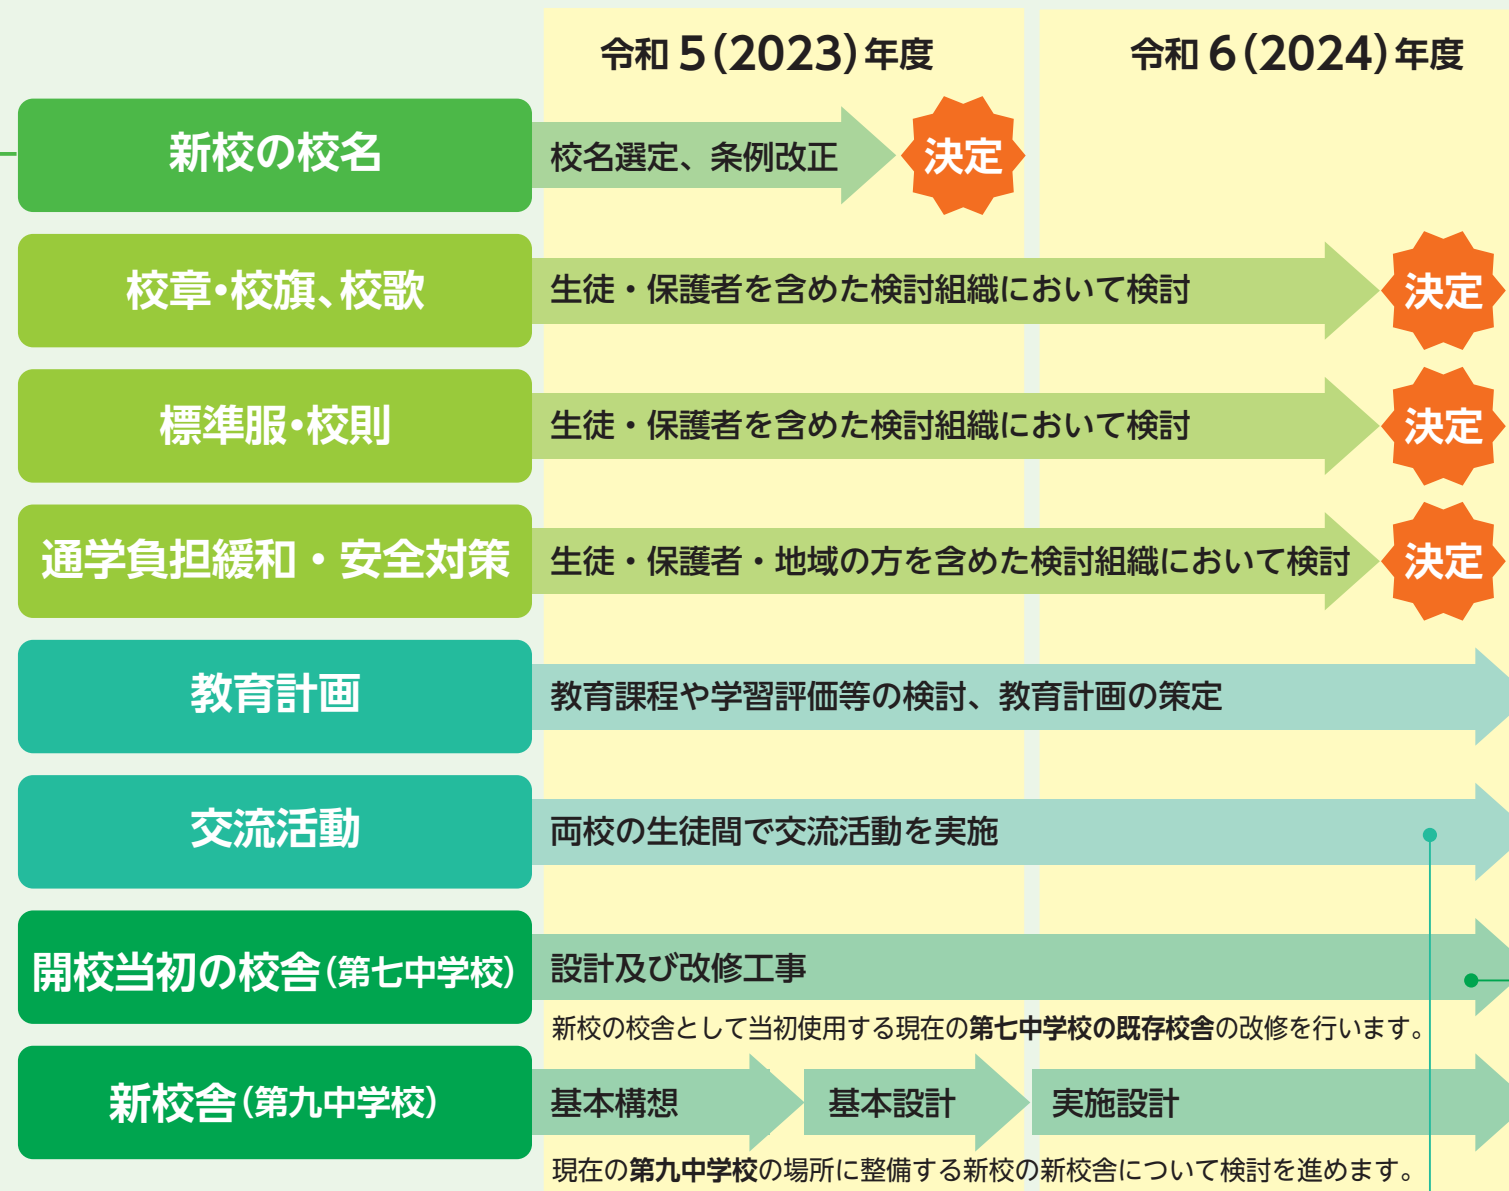 令和5(2023)年度
令和6(2024)年度
新校の校名
校名選定、条例改正
決定
校章・校旗、校歌
生徒・保護者を含めた検討組織において検討
決定
標準服・校則
生徒・保護者を含めた検討組織において検討
決定
通学負担緩和・安全対策
生徒・保護者・地域の方を含めた検討組織において検討
決定
教育計画
教育課程や学習評価等の検討、教育計画の策定
交流活動
両校の生徒間で交流活動を実施
開校当初の校舎(第七中学校)
設計及び改修工事
新校の校舎として当初使用する現在の第七中学校の既存校舎の改修を行います。
新校舎(第九中学校)
基本構想
基本設計
実施設計
現在の第九中学校の場所に整備する新校の新校舎について検討を進めます。